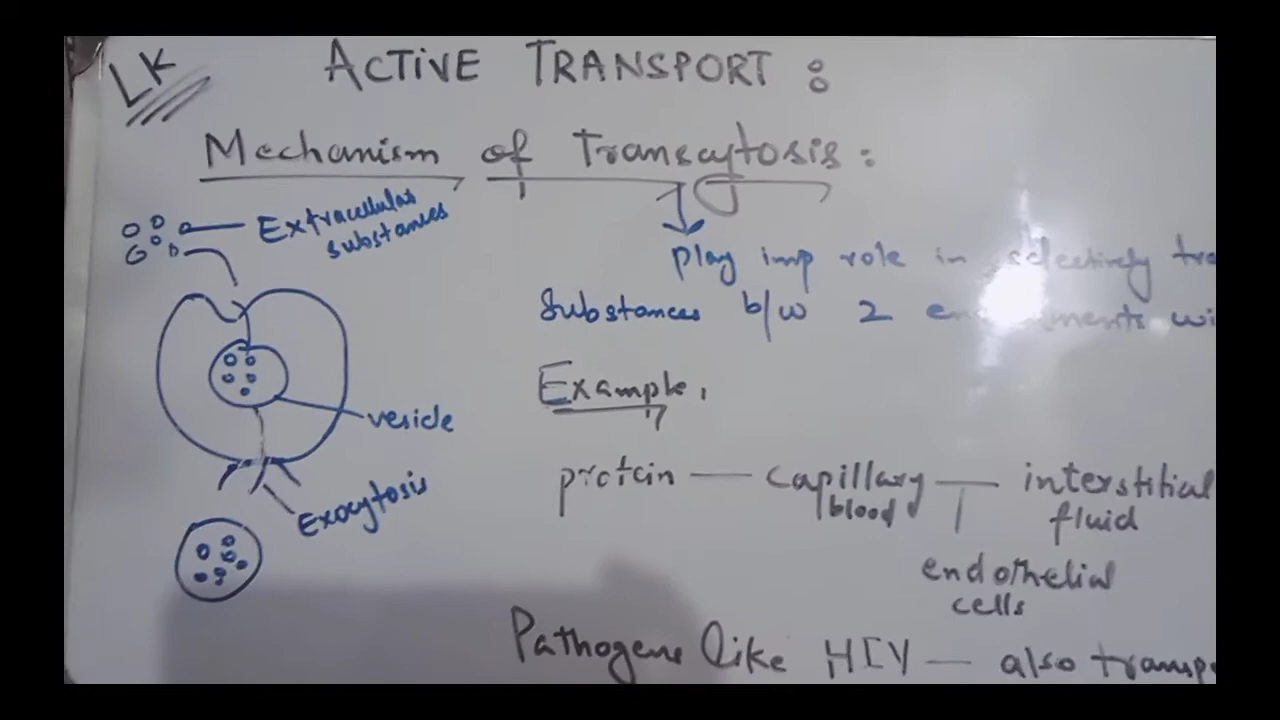 LK
ACTIVE TRANSPORT:
Mechanism of Transcytosis:
Extracellular
substances
play imp role in selectively
Substances b/w 2
vesicle
Exocytosis
Example,
protein — capillary — interstitial
blood fluid
endothelial
cells
Pathogens like HIV — also